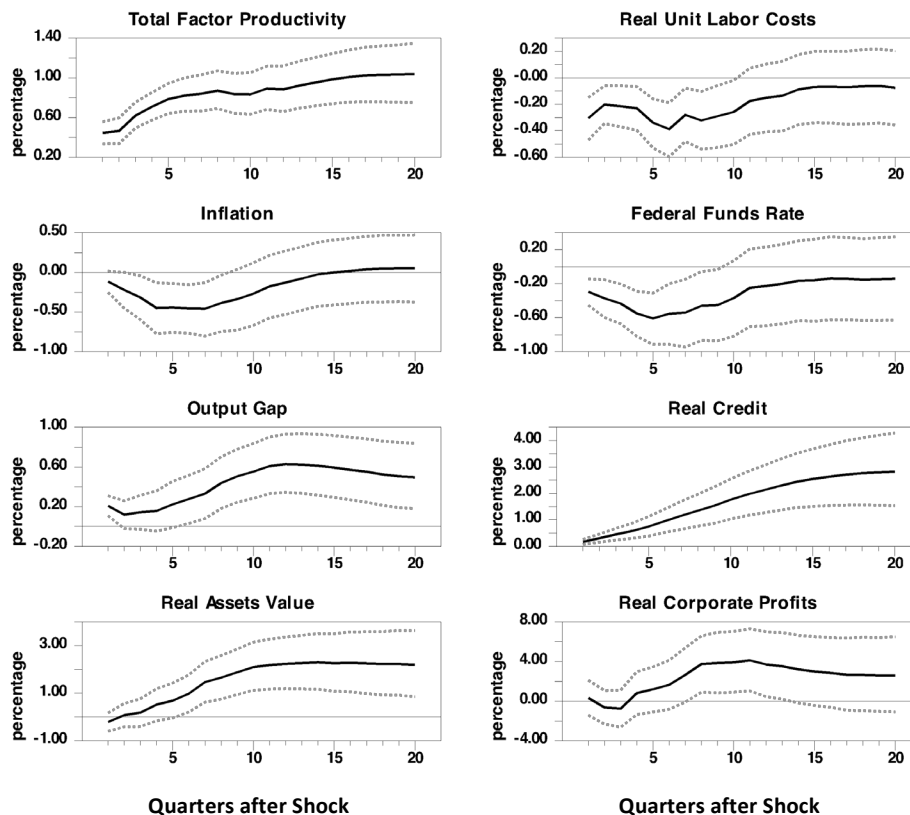 Total Factor Productivity
percentage
1.40
1.00
0.60
0.20
5 10 15 20
Real Unit Labor Costs
percentage
0.20
-0.00
-0.20
-0.40
-0.60
5 10 15 20
Inflation
percentage
0.50
0.00
-0.50
-1.00
5 10 15 20
Federal Funds Rate
percentage
0.20
-0.20
-0.60
-1.00
5 10 15 20
Output Gap
percentage
1.00
0.60
0.20
-0.20
5 10 15 20
Real Credit
percentage
4.00
3.00
2.00
1.00
0.00
5 10 15 20
Real Assets Value
percentage
3.00
1.00
-1.00
5 10 15 20
Real Corporate Profits
percentage
8.00
4.00
0.00
-4.00
5 10 15 20
Quarters after Shock
Quarters after Shock